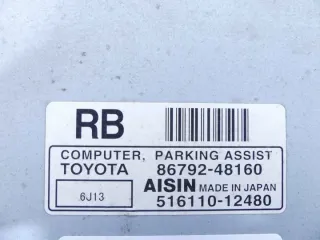 RB
COMPUTER, PARKING ASSIST
TOYOTA 86792-48160
6J13 AISIN MADE IN JAPAN
516110-12480